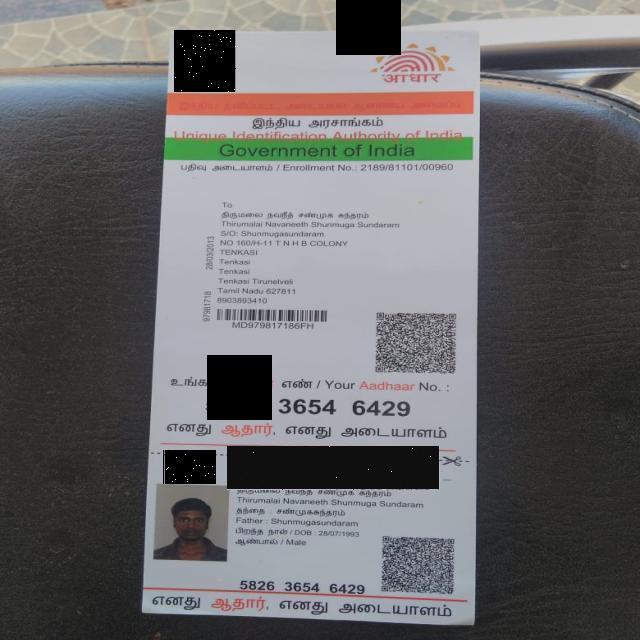 आधार
இந்திய அரசாங்கம்
Unique Identification Authority of India
Government of India
பதிவு அடையாளம் / Enrollment No.: 2189/81101/00960
To
திருமலை நவநீத் சண்முக சுந்தரம்
Thirumalai Navaneeth Shunmuga Sundaram
S/O: Shunmugasundaram
NO 160/H-11 T N H B COLONY
TENKASI
Tenkasi
Tenkasi
Tenkasi Tirunelveli
Tamil Nadu 627811
8903893410
28/03/2013
97981718
MD979817186FH
எண் / Your Aadhaar No. :
3654 6429
எனது ஆதார், எனது அடையாளம்
திருமலை நவநீத் சண்முக சுந்தரம்
Thirumalai Navaneeth Shunmuga Sundaram
தந்தை : சண்முகசுந்தரம்
Father : Shunmugasundaram
பிறந்த நாள் / DOB : 28/07/1993
ஆண்பால் / Male
5826 3654 6429
எனது ஆதார், எனது அடையாளம்